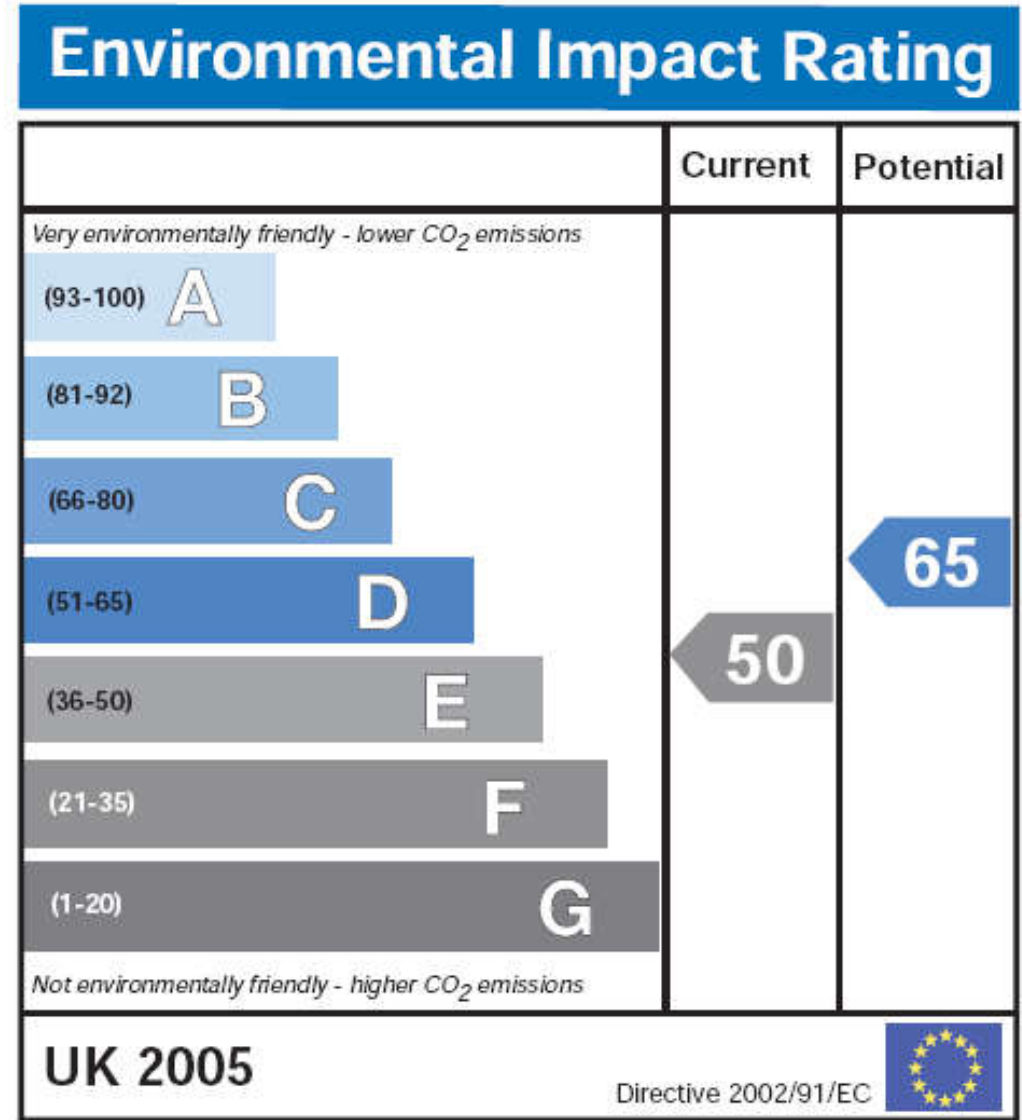 Environmental Impact Rating
Current Potential
Very environmentally friendly - lower CO2 emissions
(93-100) A
(81-92) B
(66-80) C
(51-65) D
65
(36-50) E
50
(21-35) F
(1-20) G
Not environmentally friendly - higher CO2 emissions
UK 2005
Directive 2002/91/EC